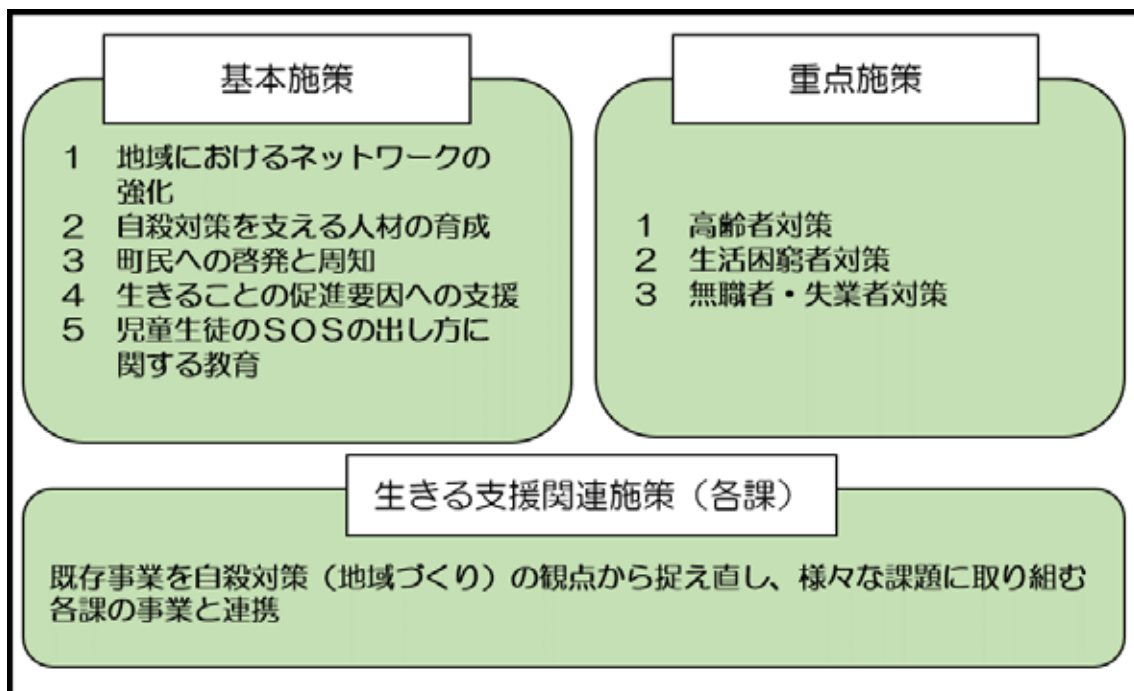 基本施策
1 地域におけるネットワークの
強化
2 自殺対策を支える人材の育成
3 町民への啓発と周知
4 生きることの促進要因への支援
5 児童生徒のSOSの出し方に
関する教育
重点施策
1 高齢者対策
2 生活困窮者対策
3 無職者・失業者対策
生きる支援関連施策（各課）
既存事業を自殺対策（地域づくり）の観点から捉え直し、様々な課題に取り組む
各課の事業と連携